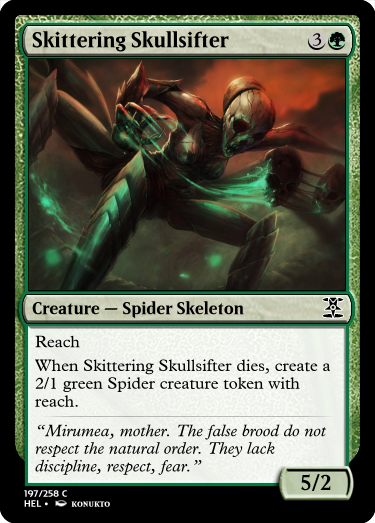 Skittering Skullsifter 3
Creature — Spider Skeleton
Reach
When Skittering Skullsifter dies, create a
2/1 green Spider creature token with
reach.
“Mirumea, mother. The false brood do not
respect the natural order. They lack
discipline, respect, fear.”
5/2
197/258 C
HEL • KONUKTO